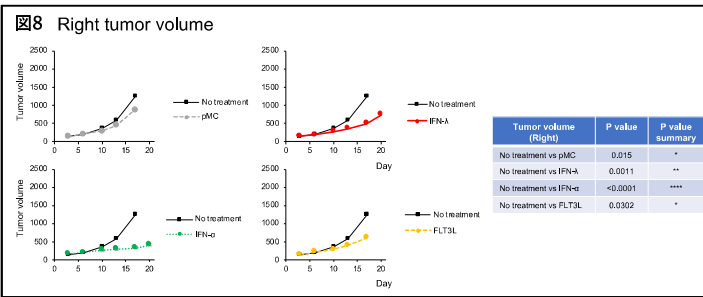 図8 Right tumor volume
2500
2000
1500
1000
500
0
0 5 10 15 20
Tumor volume
No treatment
pMC
2500
2000
1500
1000
500
0
0 5 10 15 20
Day
No treatment
IFN-λ
2500
2000
1500
1000
500
0
0 5 10 15 20
Tumor volume
No treatment
IFN-α
2500
2000
1500
1000
500
0
0 5 10 15 20
Day
No treatment
FLT3L
Tumor volume (Right) P value P value summary
No treatment vs pMC 0.015 *
No treatment vs IFN-λ 0.0011 **
No treatment vs IFN-α <0.0001 ****
No treatment vs FLT3L 0.0302 *